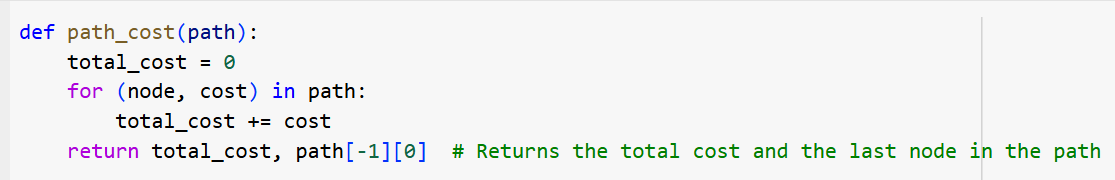 def path_cost(path):
    total_cost = 0
    for (node, cost) in path:
        total_cost += cost
    return total_cost, path[-1][0]  # Returns the total cost and the last node in the path